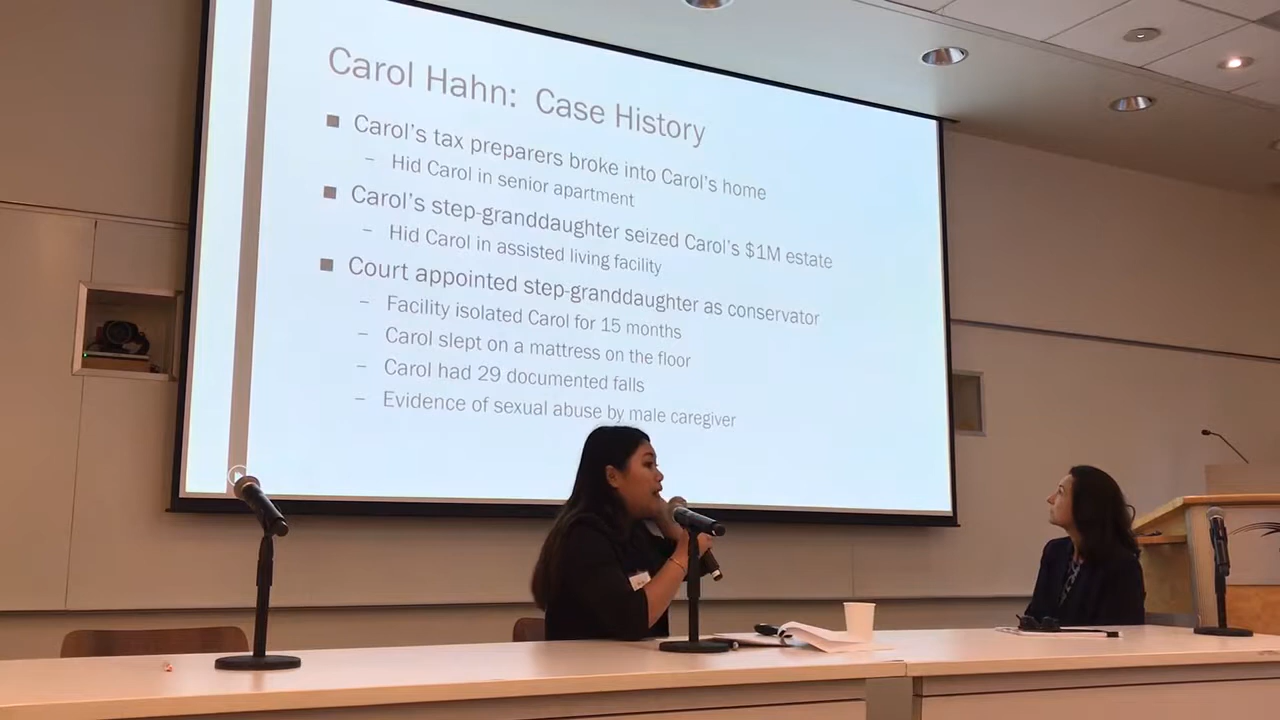 Carol Hahn: Case History
■ Carol's tax preparers broke into Carol's home
– Hid Carol in senior apartment
■ Carol's step-granddaughter seized Carol's $1M estate
– Hid Carol in assisted living facility
■ Court appointed step-granddaughter as conservator
– Facility isolated Carol for 15 months
– Carol slept on a mattress on the floor
– Carol had 29 documented falls
– Evidence of sexual abuse by male caregiver